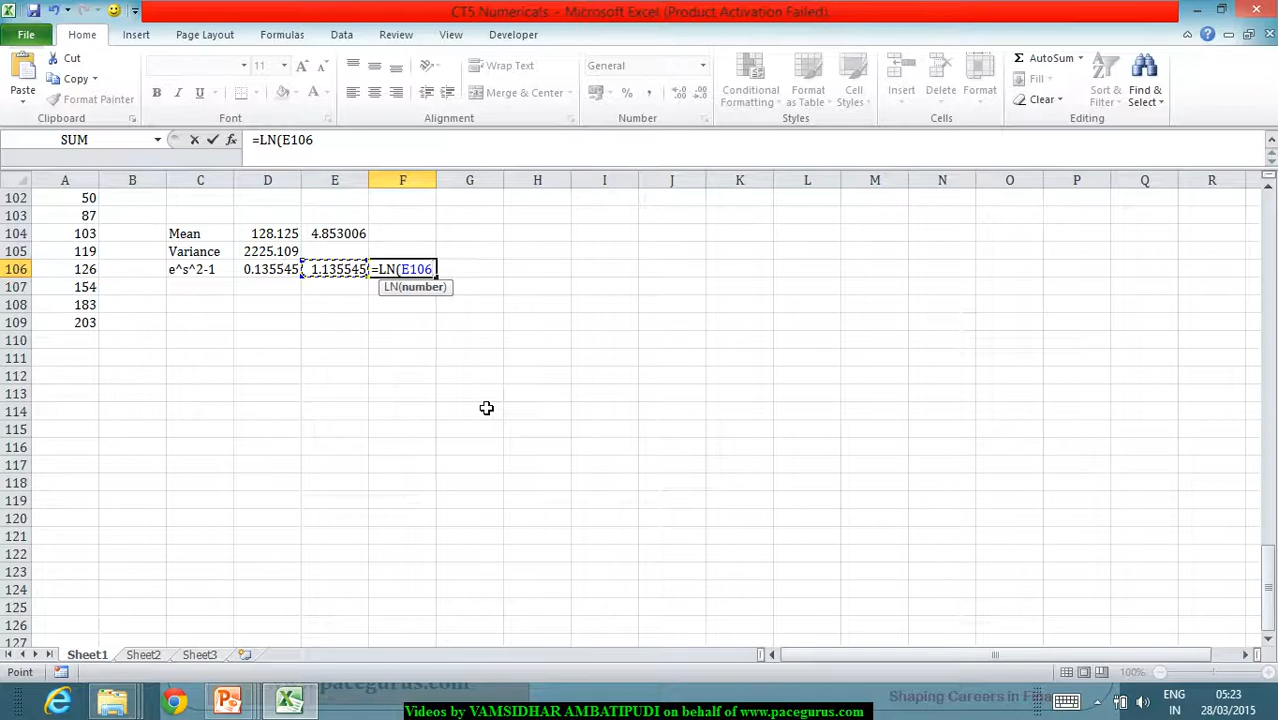 CT5 Numericals - Microsoft Excel (Product Activation Failed)
File Home Insert Page Layout Formulas Data Review View Developer
Paste
Cut
Copy
Format Painter
Clipboard
11 A A
B I U A
Font
Wrap Text
Merge & Center
Alignment
General
% ,
Number
Conditional Formatting
Format as Table
Cell Styles
Styles
Insert
Delete
Format
Cells
Σ AutoSum
Fill
Clear
Sort & Filter
Find & Select
Editing
SUM fx =LN(E106
A B C D E F G H I J K L M N O P Q R
102 50
103 87
104 103 Mean 128.125 4.853006
105 119 Variance 2225.109
106 126 e^s^2-1 0.135545 1.135545 =LN(E106
107 154 LN(number)
108 183
109 203
110
111
112
113
114
115
116
117
118
119
120
121
122
123
124
125
126
127
Sheet1 Sheet2 Sheet3
Point 100%
pacegurus.com
Shaping Careers in Fin
ENG
IN
05:23
28/03/2015
Videos by VAMSIDHAR AMBATIPUDI on behalf of www.pacegurus.com